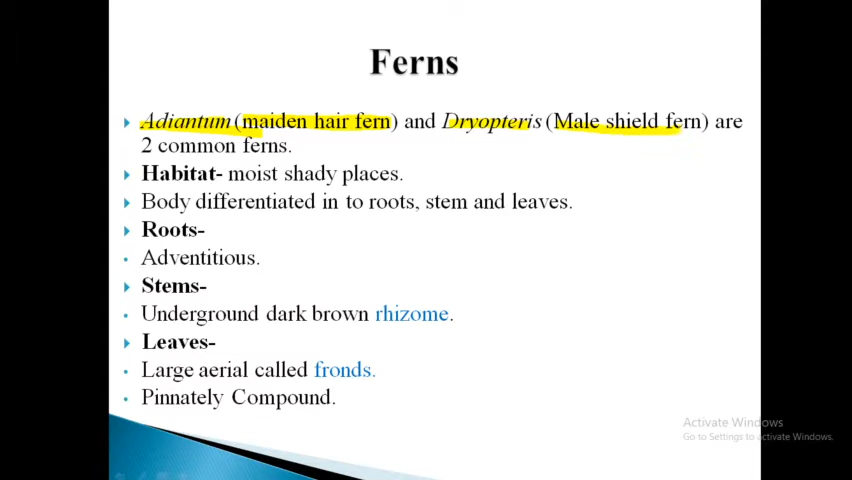 Ferns
Adiantum (maiden hair fern) and Dryopteris (Male shield fern) are
2 common ferns.
Habitat- moist shady places.
Body differentiated in to roots, stem and leaves.
Roots-
Adventitious.
Stems-
Underground dark brown rhizome.
Leaves-
Large aerial called fronds.
Pinnately Compound.
Activate Windows
Go to Settings to Activate Windows.